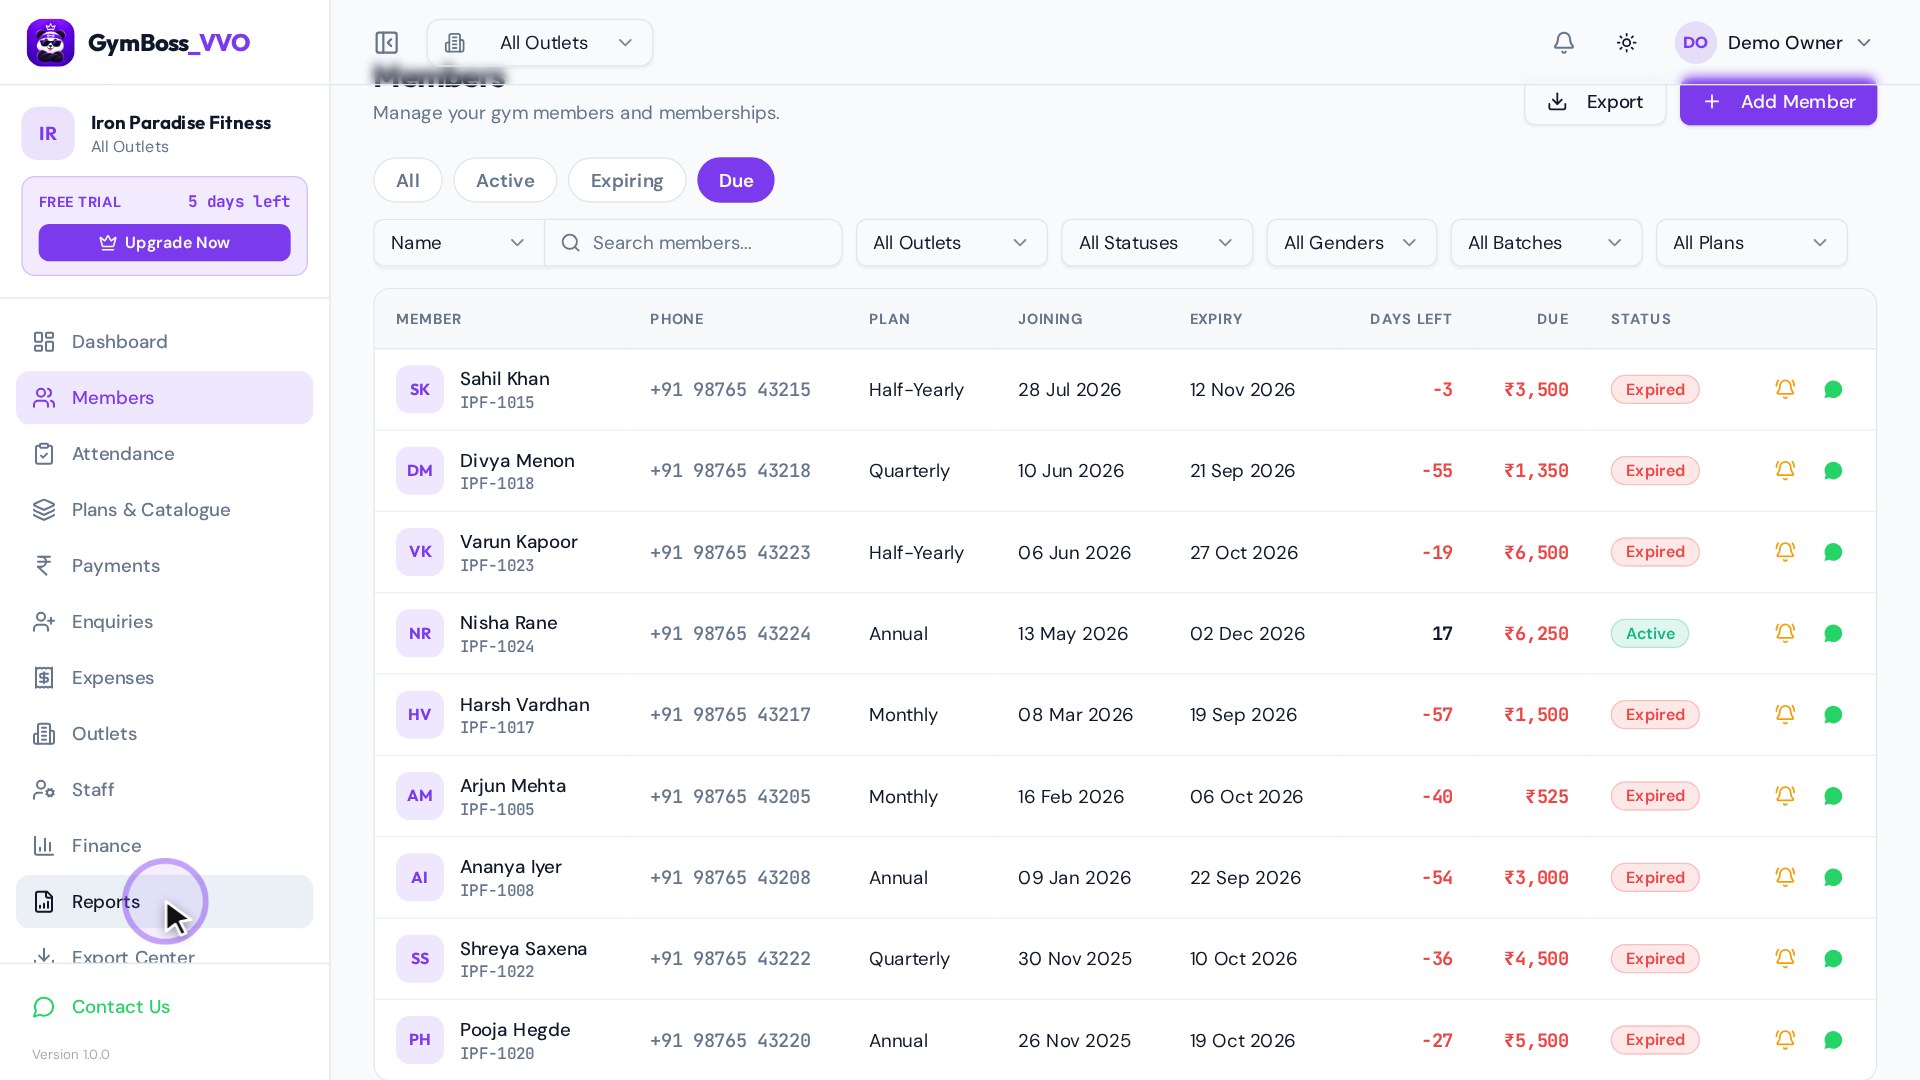 GymBoss_VVO
All Outlets
DO Demo Owner
IR Iron Paradise Fitness
All Outlets
FREE TRIAL 5 days left
Upgrade Now
Dashboard
Members
Attendance
Plans & Catalogue
Payments
Enquiries
Expenses
Outlets
Staff
Finance
Reports
Export Center
Contact Us
Version 1.0.0
Members
Manage your gym members and memberships.
Export
Add Member
All Active Expiring Due
Name Search members... All Outlets All Statuses All Genders All Batches All Plans
MEMBER PHONE PLAN JOINING EXPIRY DAYS LEFT DUE STATUS
SK Sahil Khan +91 98765 43215 Half-Yearly 28 Jul 2026 12 Nov 2026 -3 ₹3,500 Expired
IPF-1015
DM Divya Menon +91 98765 43218 Quarterly 10 Jun 2026 21 Sep 2026 -55 ₹1,350 Expired
IPF-1018
VK Varun Kapoor +91 98765 43223 Half-Yearly 06 Jun 2026 27 Oct 2026 -19 ₹6,500 Expired
IPF-1023
NR Nisha Rane +91 98765 43224 Annual 13 May 2026 02 Dec 2026 17 ₹6,250 Active
IPF-1024
HV Harsh Vardhan +91 98765 43217 Monthly 08 Mar 2026 19 Sep 2026 -57 ₹1,500 Expired
IPF-1017
AM Arjun Mehta +91 98765 43205 Monthly 16 Feb 2026 06 Oct 2026 -40 ₹525 Expired
IPF-1005
AI Ananya Iyer +91 98765 43208 Annual 09 Jan 2026 22 Sep 2026 -54 ₹3,000 Expired
IPF-1008
SS Shreya Saxena +91 98765 43222 Quarterly 30 Nov 2025 10 Oct 2026 -36 ₹4,500 Expired
IPF-1022
PH Pooja Hegde +91 98765 43220 Annual 26 Nov 2025 19 Oct 2026 -27 ₹5,500 Expired
IPF-1020